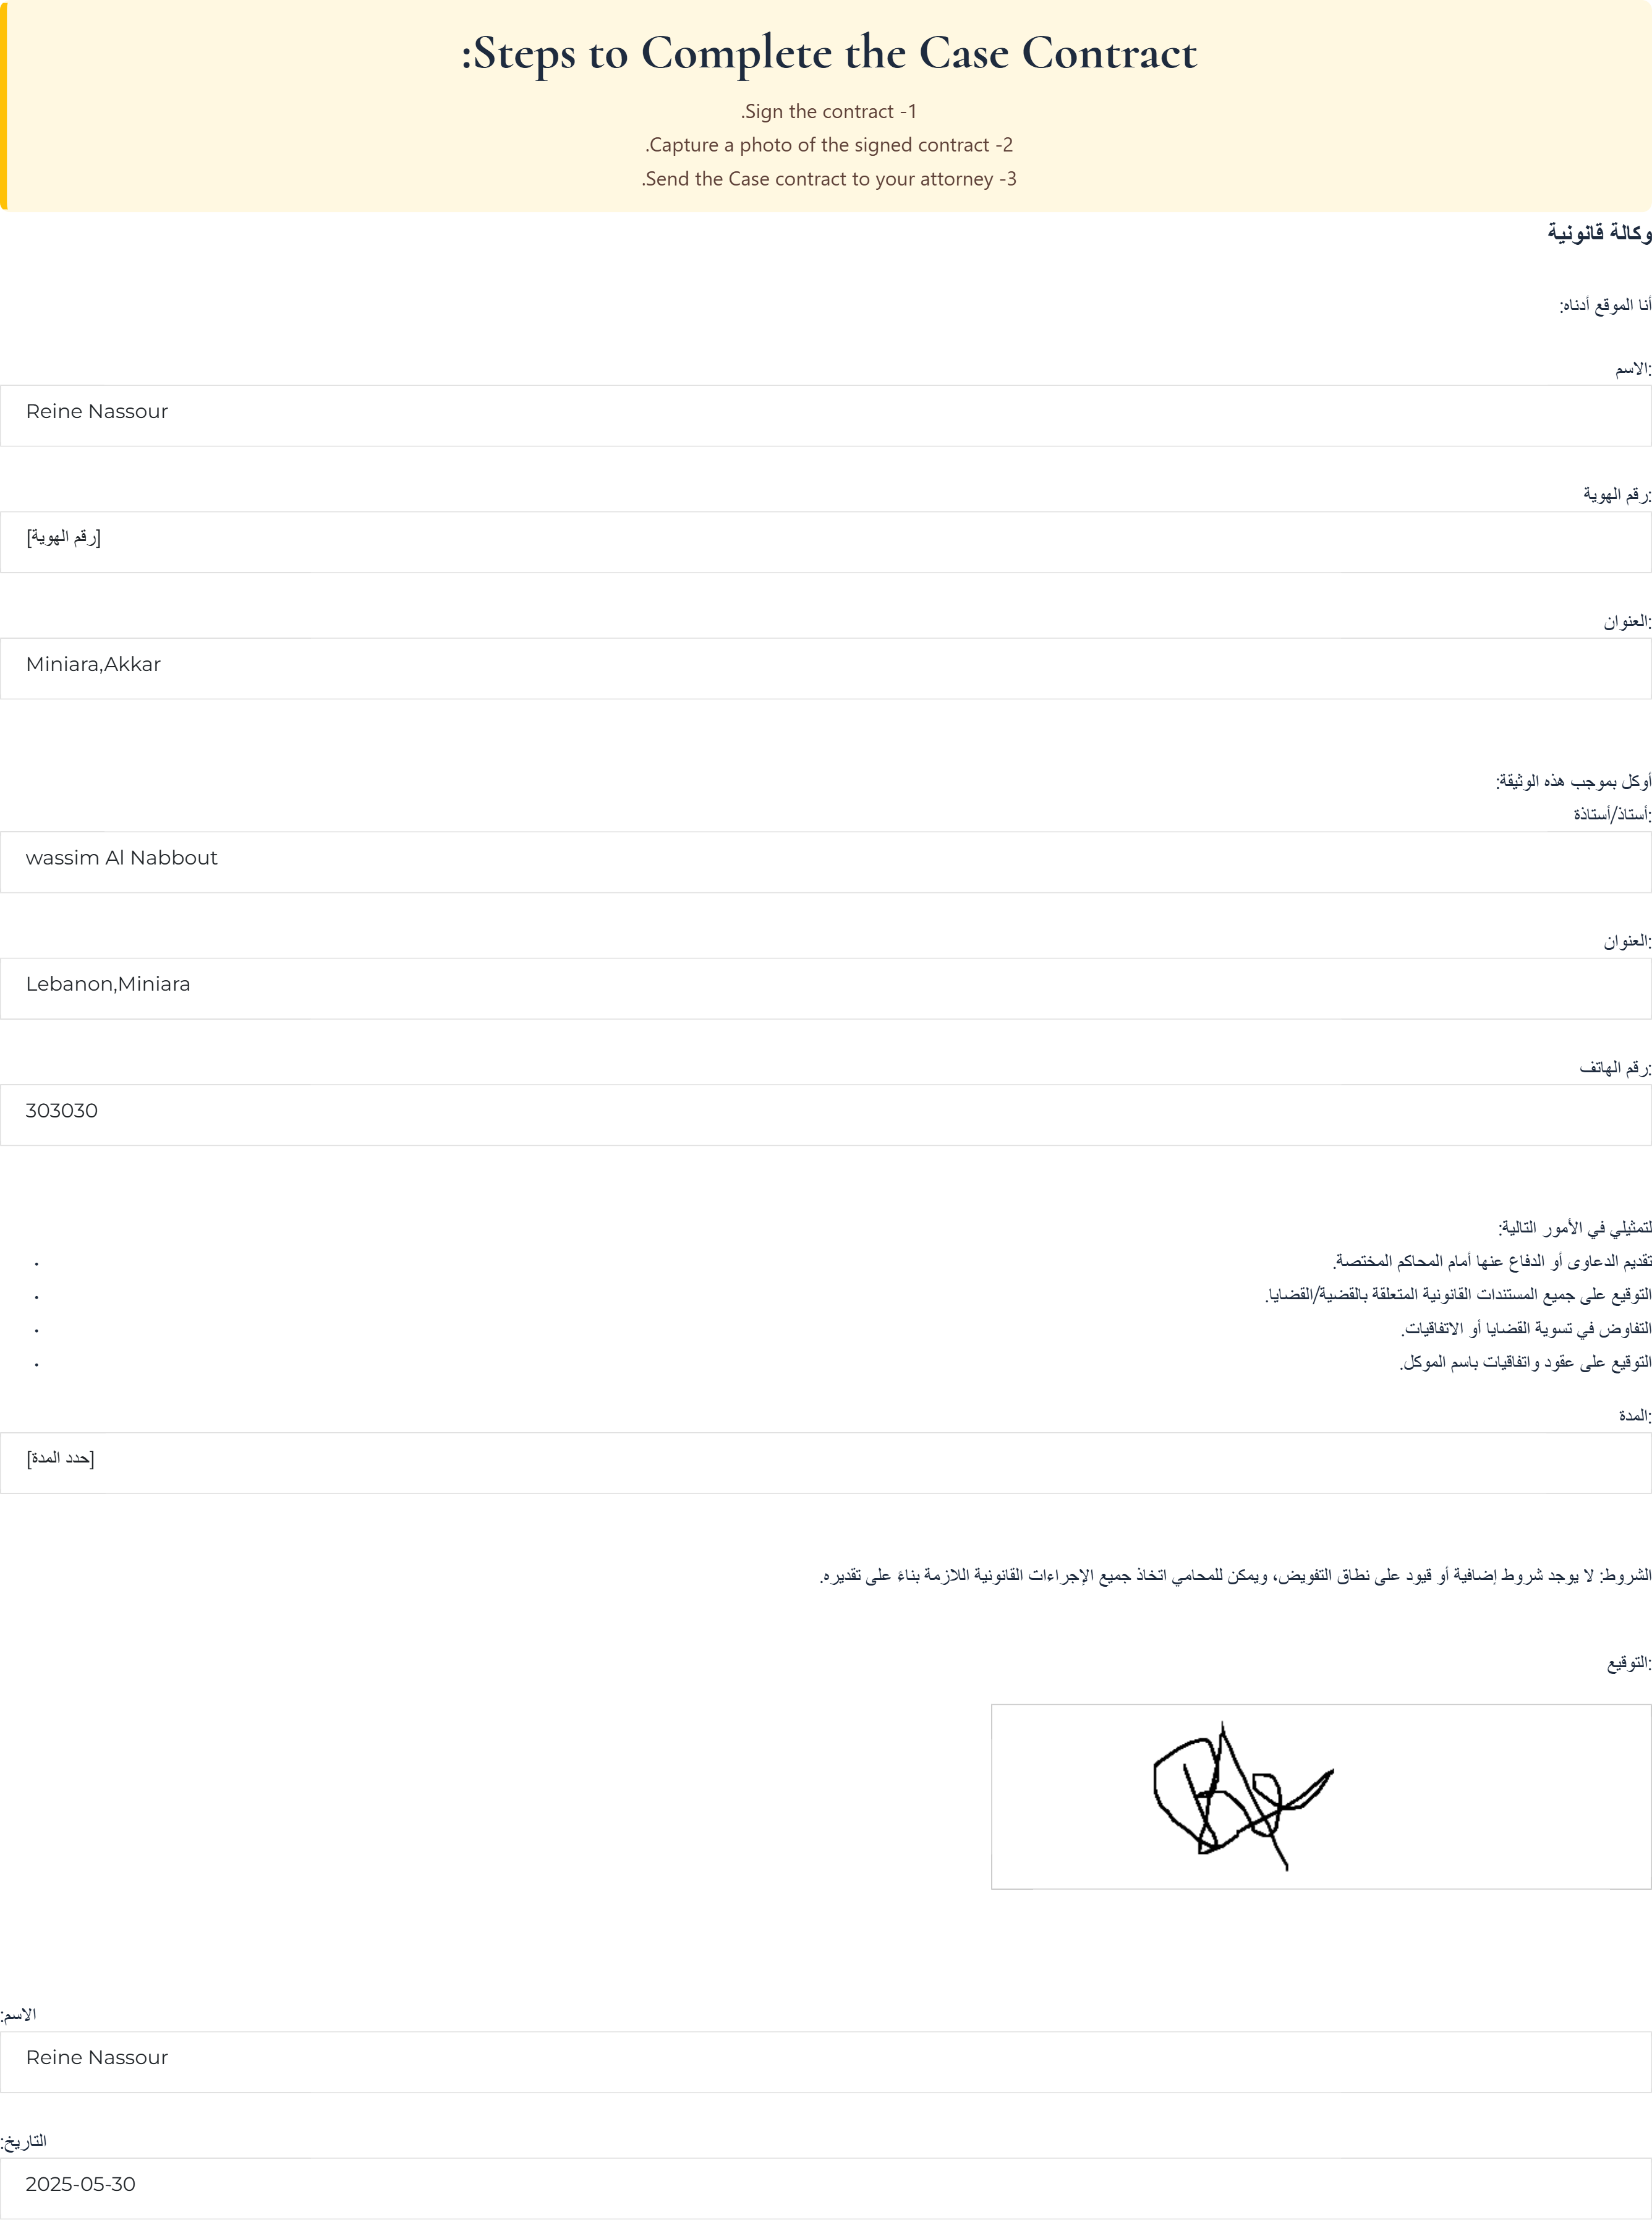 Steps to Complete the Case Contract:
1- Sign the contract.
2- Capture a photo of the signed contract.
3- Send the Case contract to your attorney.
وكالة قانونية
أنا الموقع أدناه:
الاسم:
Reine Nassour
رقم الهوية:
[رقم الهوية]
العنوان:
Miniara,Akkar
أوكل بموجب هذه الوثيقة:
أستاذ/أستاذة:
wassim Al Nabbout
العنوان:
Lebanon,Miniara
رقم الهاتف:
303030
لتمثيلي في الأمور التالية:
تقديم الدعاوى أو الدفاع عنها أمام المحاكم المختصة.
التوقيع على جميع المستندات القانونية المتعلقة بالقضية/القضايا.
التفاوض في تسوية القضايا أو الاتفاقيات.
التوقيع على عقود واتفاقيات باسم الموكل.
المدة:
[حدد المدة]
الشروط: لا يوجد شروط إضافية أو قيود على نطاق التفويض، ويمكن للمحامي اتخاذ جميع الإجراءات القانونية اللازمة بناءً على تقديره.
التوقيع:
الاسم:
Reine Nassour
التاريخ:
2025-05-30